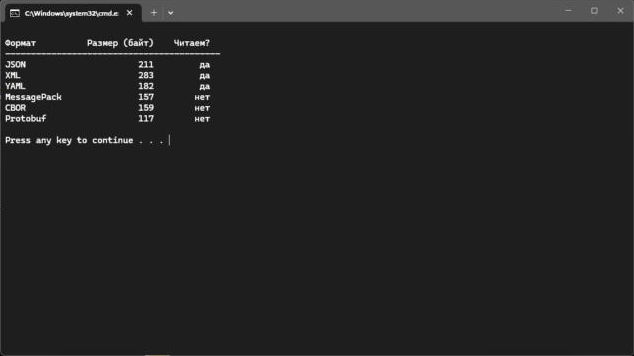 C:\Windows\system32\cmd.e
Формат Размер (байт) Читаем?
JSON 211 да
XML 283 да
YAML 182 да
MessagePack 157 нет
CBOR 159 нет
Protobuf 117 нет
Press any key to continue . . .